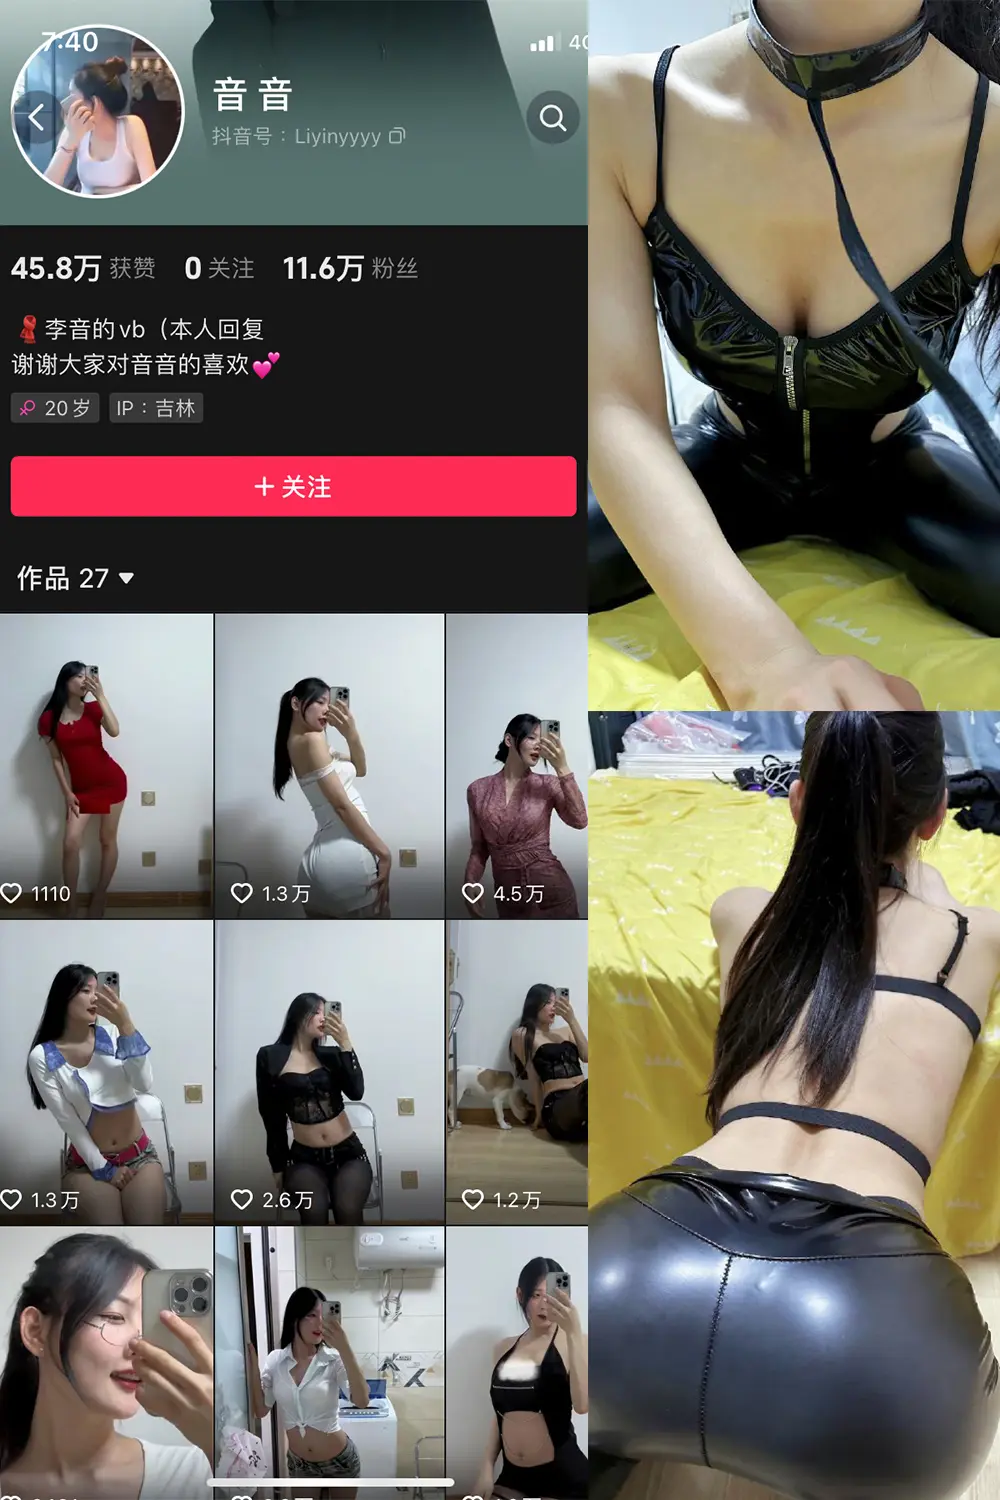 7:40
4G
音 音
抖音号：Liyinyyyy
45.8万 获赞 0 关注 11.6万 粉丝
李音的vb（本人回复
谢谢大家对音音的喜欢
20岁 IP：吉林
+ 关注
作品 27
1110 1.3万 4.5万
1.3万 2.6万 1.2万